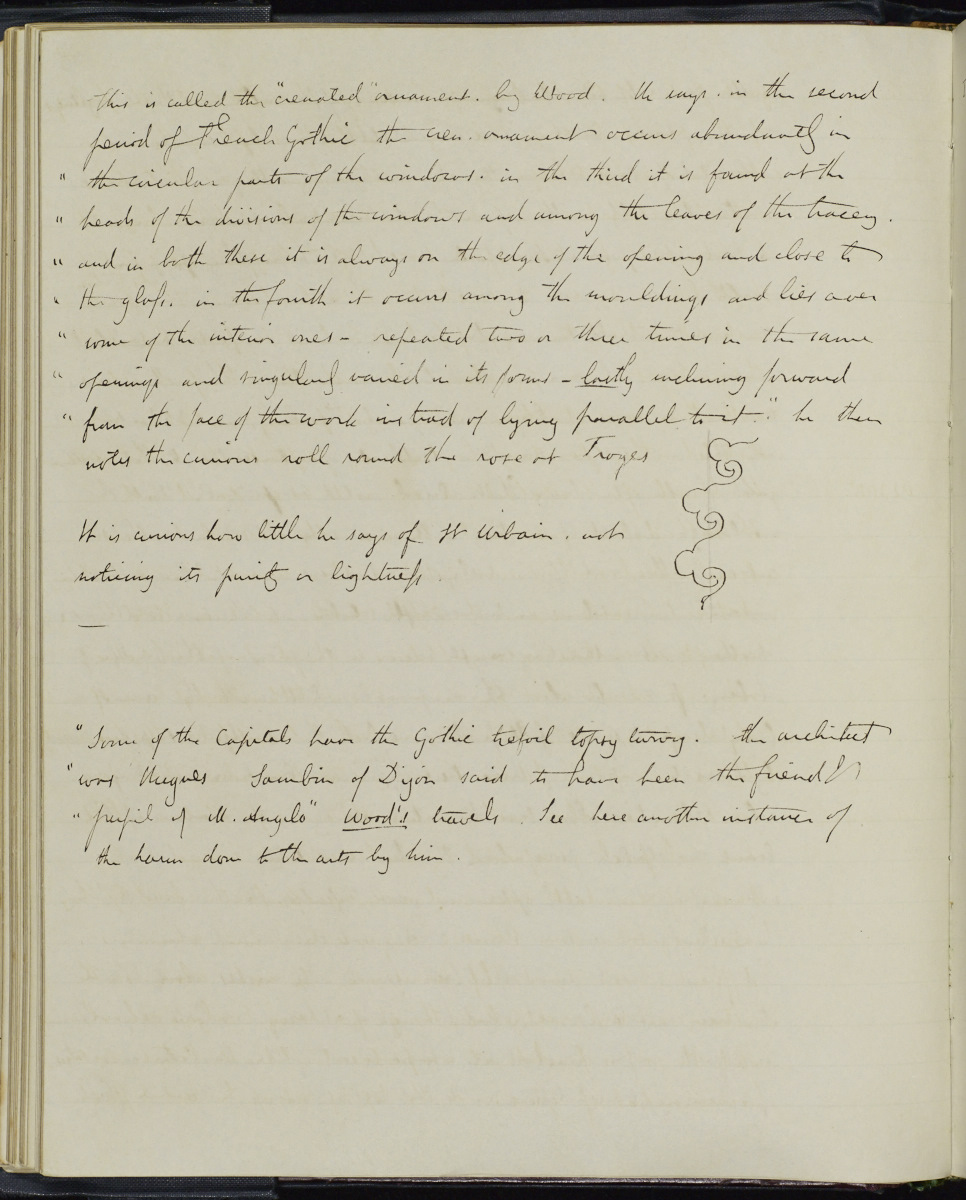 This is called the "crenated" ornament. by Wood. He says. in the second
period of French Gothic the cren. ornament occurs abundantly in
" the circular parts of the windows. in the third it is found at the
" heads of the divisions of the windows and among the leaves of the tracery.
" and in both these it is always on the edge of the opening and close to
" the glass. in the fourth it occurs among the mouldings and lies over
" some of the interior ones - repeated two or three times in the same
" openings and singularly varied in its forms - lastly inclining forward
" from the face of the work instead of lying parallel to it." he then
notes the curious roll round the rose at Troyes
It is curious how little he says of St Urbain. not
noticing its purity or lightness.
—
"Some of the Capitals have the Gothic trefoil topsy turvy. the architect
"was Hugues Sambin of Dijon said to have been the friend &
" pupil of M. Angelo" Wood's travels. See here another instance of
the harm done to the arts by him.